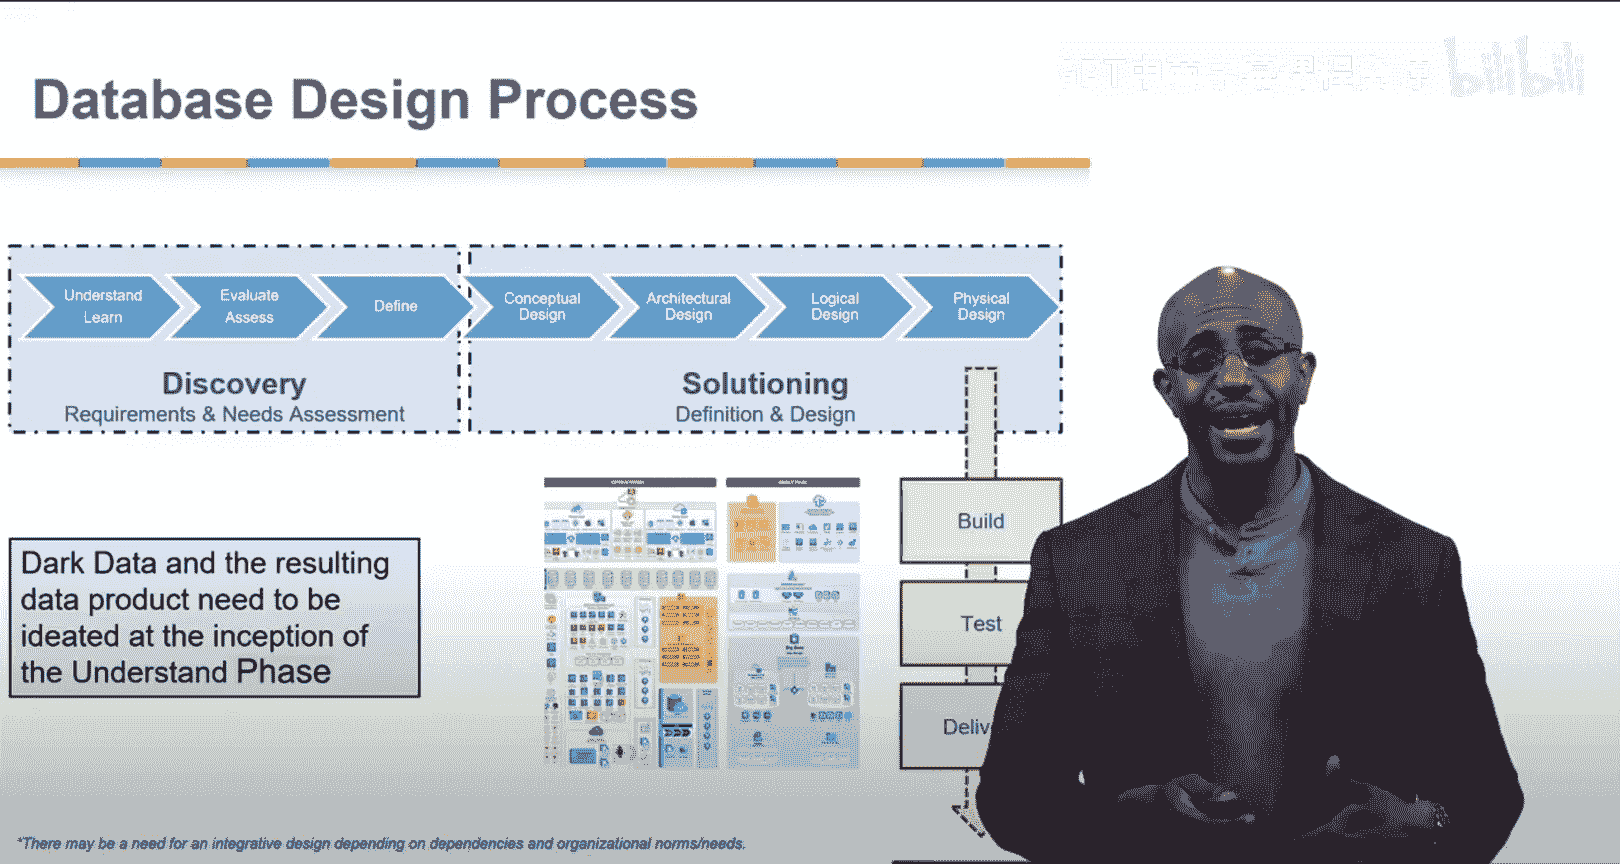 Database Design Process
bilibili
Understand
Learn
Evaluate
Assess
Define
Conceptual
Design
Architectural
Design
Logical
Design
Physical
Design
Discovery
Requirements & Needs Assessment
Solutioning
Definition & Design
Build
Test
Dark Data and the resulting
data product need to be
ideated at the inception of
the Understand Phase
*There may be a need for an integrative design depending on dependencies and organizational norms/needs.